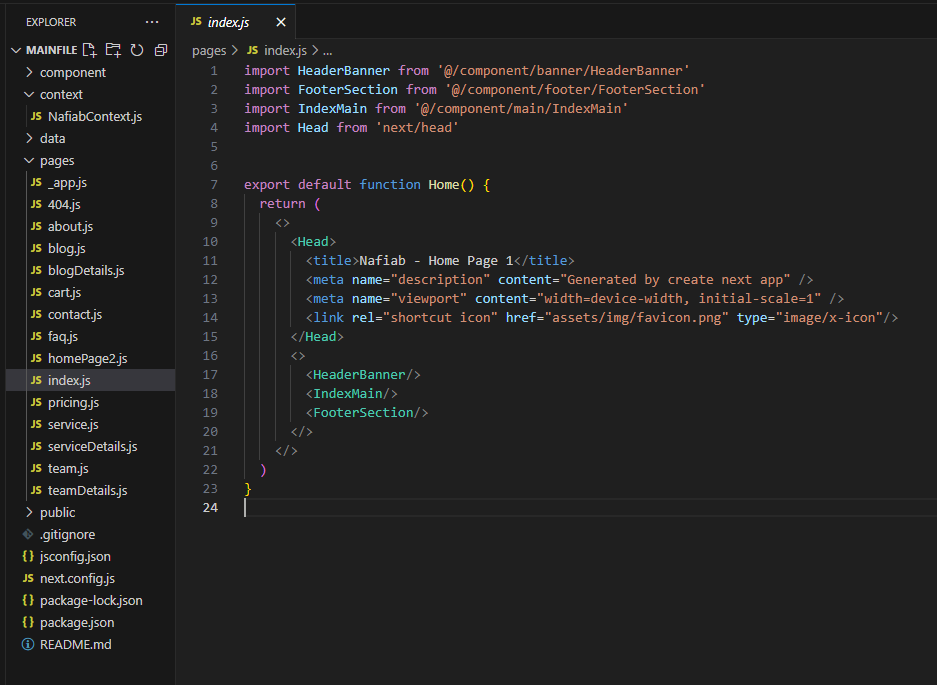 EXPLORER ...
MAINFILE
component
context
JS NafiabContext.js
data
pages
JS _app.js
JS 404.js
JS about.js
JS blog.js
JS blogDetails.js
JS cart.js
JS contact.js
JS faq.js
JS homePage2.js
JS index.js
JS pricing.js
JS service.js
JS serviceDetails.js
JS team.js
JS teamDetails.js
public
.gitignore
{} jsconfig.json
JS next.config.js
{} package-lock.json
{} package.json
README.md
JS index.js
pages > JS index.js > ...
1 import HeaderBanner from '@/component/banner/HeaderBanner'
2 import FooterSection from '@/component/footer/FooterSection'
3 import IndexMain from '@/component/main/IndexMain'
4 import Head from 'next/head'
5
6
7 export default function Home() {
8 return (
9 <>
10 <Head>
11 <title>Nafiab - Home Page 1</title>
12 <meta name="description" content="Generated by create next app" />
13 <meta name="viewport" content="width=device-width, initial-scale=1" />
14 <link rel="shortcut icon" href="assets/img/favicon.png" type="image/x-icon"/>
15 </Head>
16 <>
17 <HeaderBanner/>
18 <IndexMain/>
19 <FooterSection/>
20 </>
21 </>
22 )
23 }
24